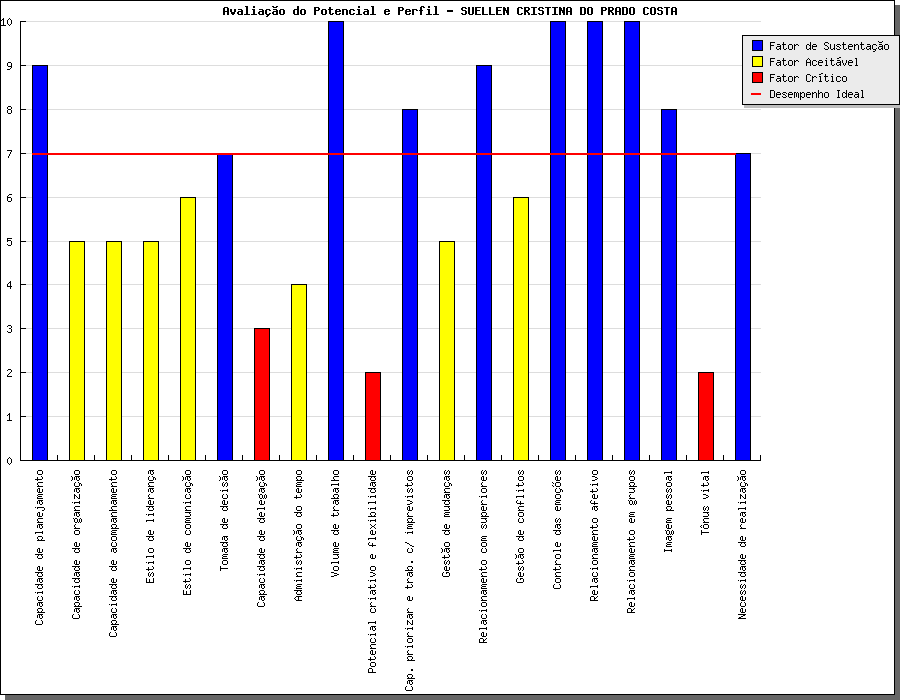 Avaliação do Potencial e Perfil - SUELLEN CRISTINA DO PRADO COSTA
10
9
8
7
6
5
4
3
2
1
0
Fator de Sustentação
Fator Aceitável
Fator Crítico
Desempenho Ideal
Capacidade de planejamento
Capacidade de organização
Capacidade de acompanhamento
Estilo de liderança
Estilo de comunicação
Tomada de decisão
Capacidade de delegação
Administração do tempo
Volume de trabalho
Potencial criativo e flexibilidade
Cap. priorizar e trab. c/ imprevistos
Gestão de mudanças
Relacionamento com superiores
Gestão de conflitos
Controle das emoções
Relacionamento afetivo
Relacionamento em grupos
Imagem pessoal
Tônus vital
Necessidade de realização